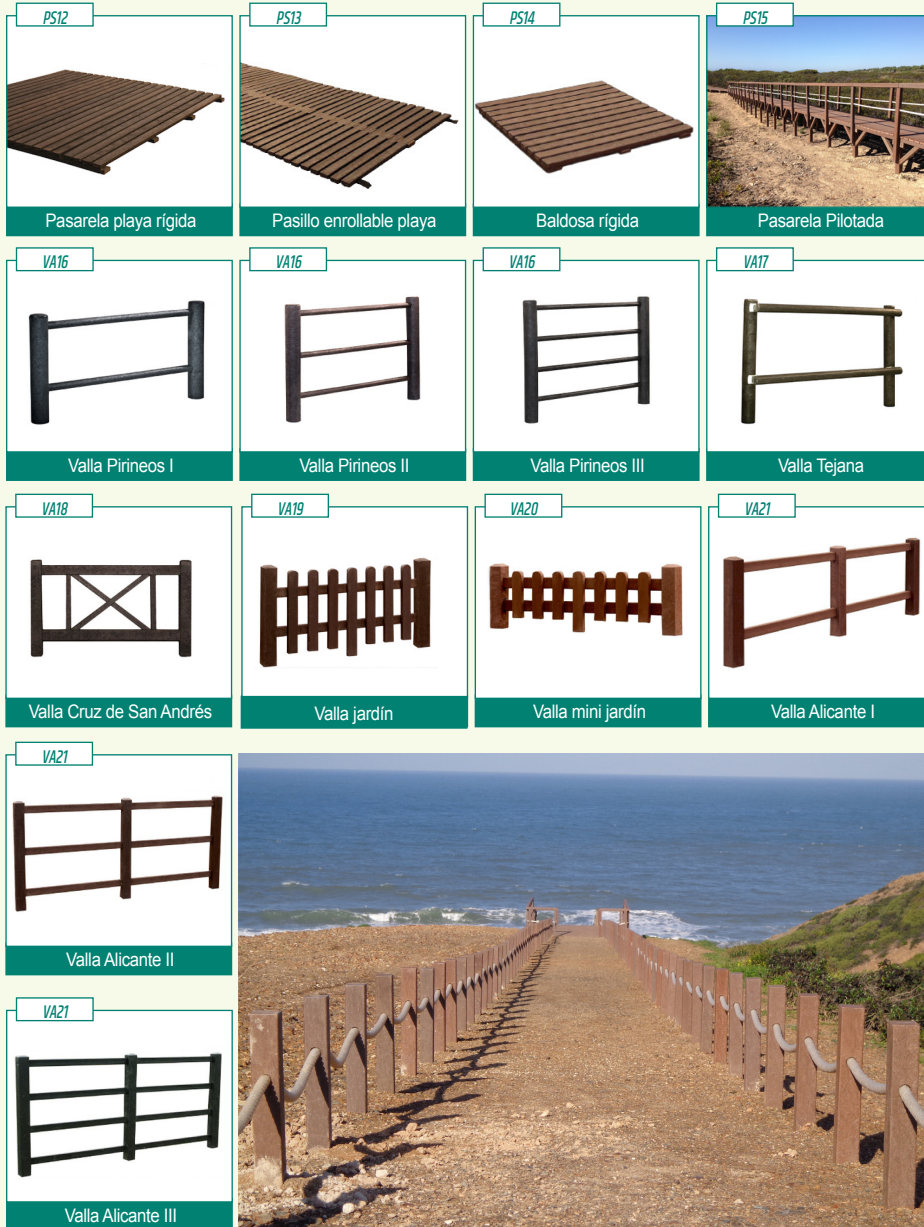 PS12
PS13
PS14
PS15
Pasarela playa rígida
Pasillo enrollable playa
Baldosa rígida
Pasarela Pilotada
VA16
VA16
VA16
VA17
Valla Pirineos I
Valla Pirineos II
Valla Pirineos III
Valla Tejana
VA18
VA19
VA20
VA21
Valla Cruz de San Andrés
Valla jardín
Valla mini jardín
Valla Alicante I
VA21
Valla Alicante II
VA21
Valla Alicante III